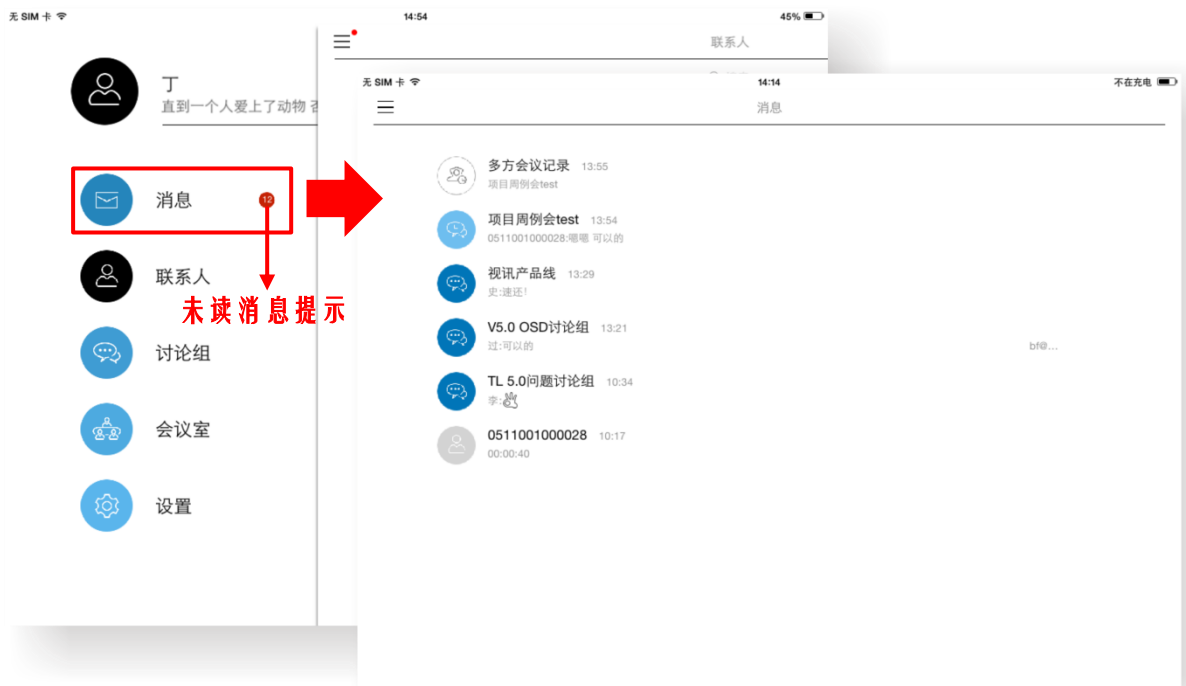 无 SIM 卡
14:54
45%
联系人
丁
直到一个人爱上了动物
消息
12
联系人
未读消息提示
讨论组
会议室
设置
无 SIM 卡
14:14
不在充电
消息
多方会议记录 13:55
项目周例会test
项目周例会test 13:54
0511001000028:嗯嗯 可以的
视讯产品线 13:29
史:速还!
V5.0 OSD讨论组 13:21
过:可以的
bf@...
TL 5.0问题讨论组 10:34
李:
0511001000028 10:17
00:00:40